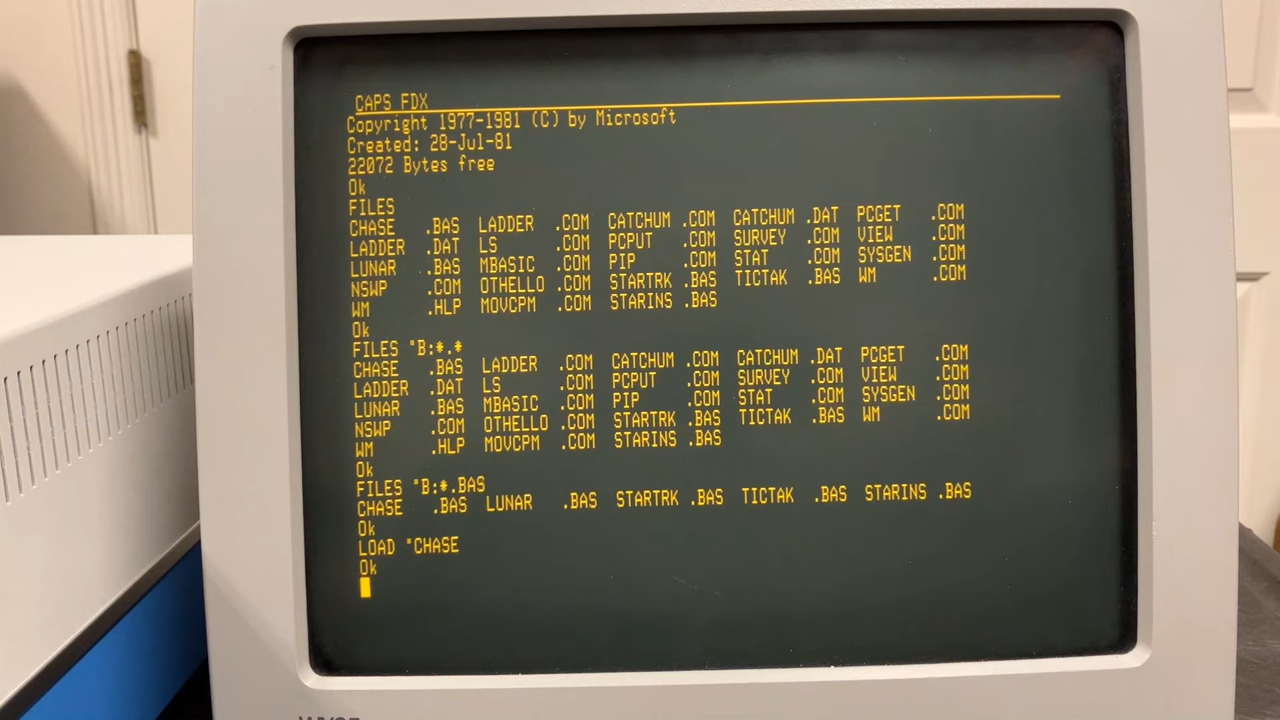 CAPS FDX
Copyright 1977-1981 (C) by Microsoft
Created: 28-Jul-81
22072 Bytes free
Ok
FILES
CHASE .BAS LADDER .COM CATCHUM .COM CATCHUM .DAT PCGET .COM
LADDER .DAT LS .COM PCPUT .COM SURVEY .COM VIEW .COM
LUNAR .BAS MBASIC .COM PIP .COM STAT .COM SYSGEN .COM
NSWP .COM OTHELLO .COM STARTRK .BAS TICTAK .BAS WM .COM
WM .HLP MOVCPM .COM STARINS .BAS
Ok
FILES "B:*.*
CHASE .BAS LADDER .COM CATCHUM .COM CATCHUM .DAT PCGET .COM
LADDER .DAT LS .COM PCPUT .COM SURVEY .COM VIEW .COM
LUNAR .BAS MBASIC .COM PIP .COM STAT .COM SYSGEN .COM
NSWP .COM OTHELLO .COM STARTRK .BAS TICTAK .BAS WM .COM
WM .HLP MOVCPM .COM STARINS .BAS
Ok
FILES "B:*.BAS
CHASE .BAS LUNAR .BAS STARTRK .BAS TICTAK .BAS STARINS .BAS
Ok
LOAD "CHASE
Ok